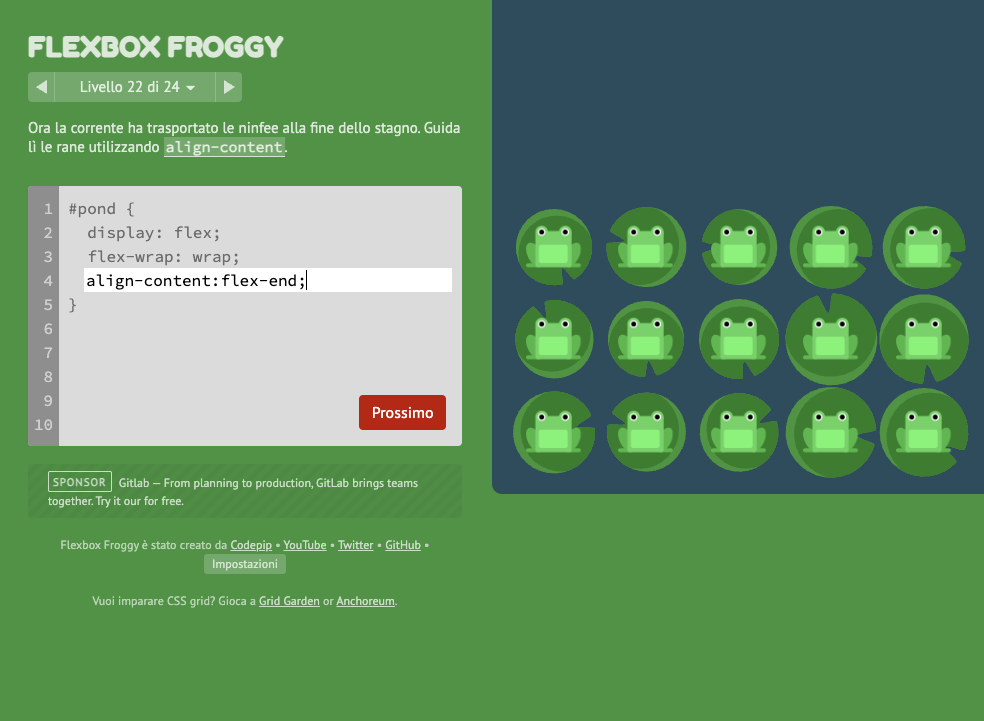 FLEXBOX FROGGY
Livello 22 di 24
Ora la corrente ha trasportato le ninfee alla fine dello stagno. Guida
lì le rane utilizzando align-content.
1 #pond {
2 display: flex;
3 flex-wrap: wrap;
4 align-content:flex-end;
5 }
6
7
8
9
10
Prossimo
SPONSOR Gitlab — From planning to production, GitLab brings teams
together. Try it our for free.
Flexbox Froggy è stato creato da Codepip • YouTube • Twitter • GitHub •
Impostazioni
Vuoi imparare CSS grid? Gioca a Grid Garden or Anchoreum.